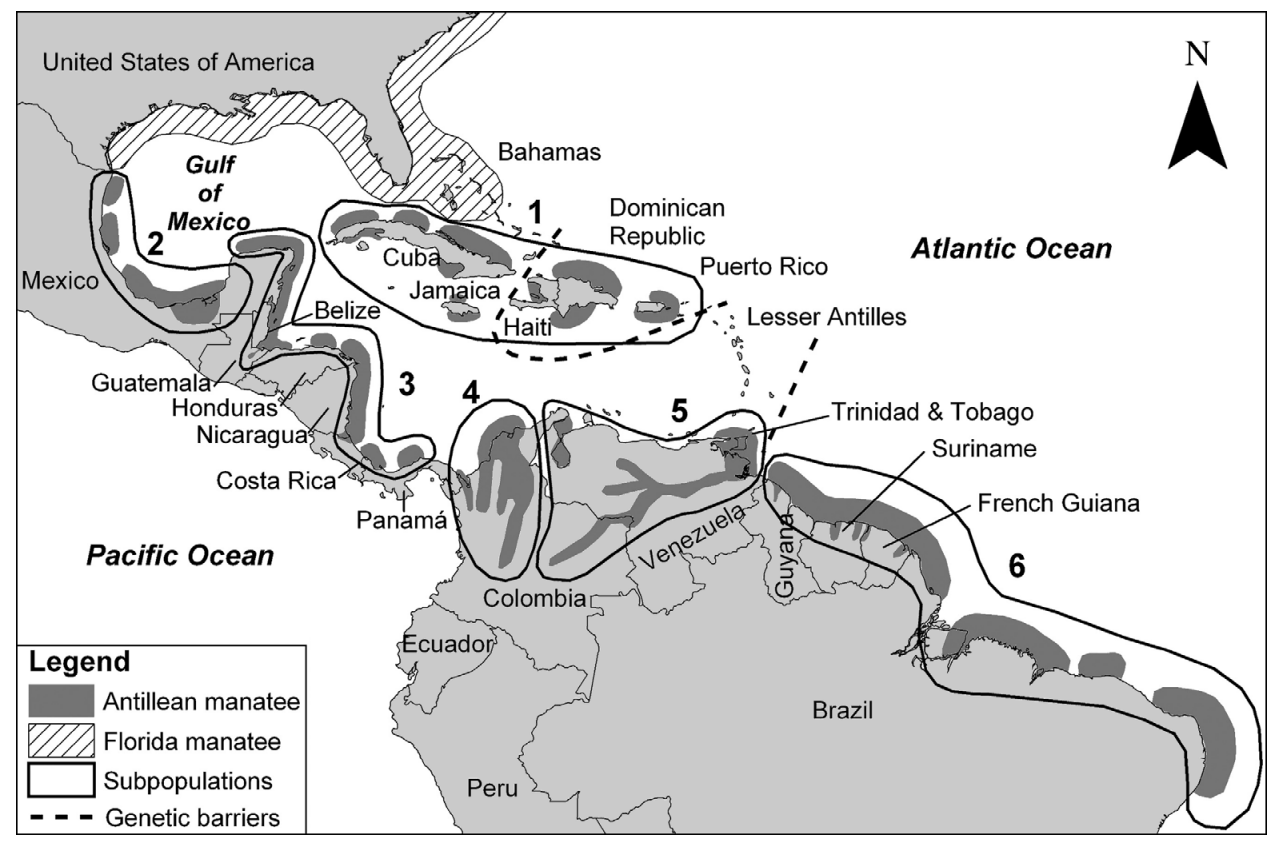 United States of America
N
Bahamas
Gulf
of
Mexico
1
Dominican
Republic
2
Atlantic Ocean
Cuba
Puerto Rico
Mexico
Jamaica
Belize
Haiti
Lesser Antilles
Guatemala
3
4
5
Honduras
Trinidad & Tobago
Nicaragua
Suriname
Costa Rica
French Guiana
Panamá
Venezuela
Guyana
Pacific Ocean
6
Colombia
Ecuador
Brazil
Peru
Legend
Antillean manatee
Florida manatee
Subpopulations
Genetic barriers